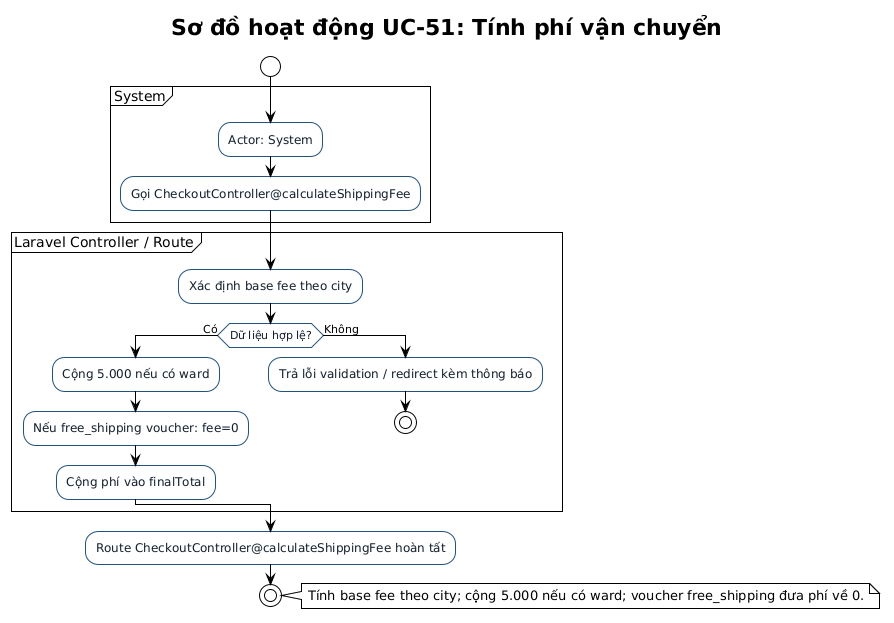 Sơ đồ hoạt động UC-51: Tính phí vận chuyển
System
Actor: System
Gọi CheckoutController@calculateShippingFee
Laravel Controller / Route
Xác định base fee theo city
Có
Dữ liệu hợp lệ?
Không
Cộng 5.000 nếu có ward
Trả lỗi validation / redirect kèm thông báo
Nếu free_shipping voucher: fee=0
Cộng phí vào finalTotal
Route CheckoutController@calculateShippingFee hoàn tất
Tính base fee theo city; cộng 5.000 nếu có ward; voucher free_shipping đưa phí về 0.